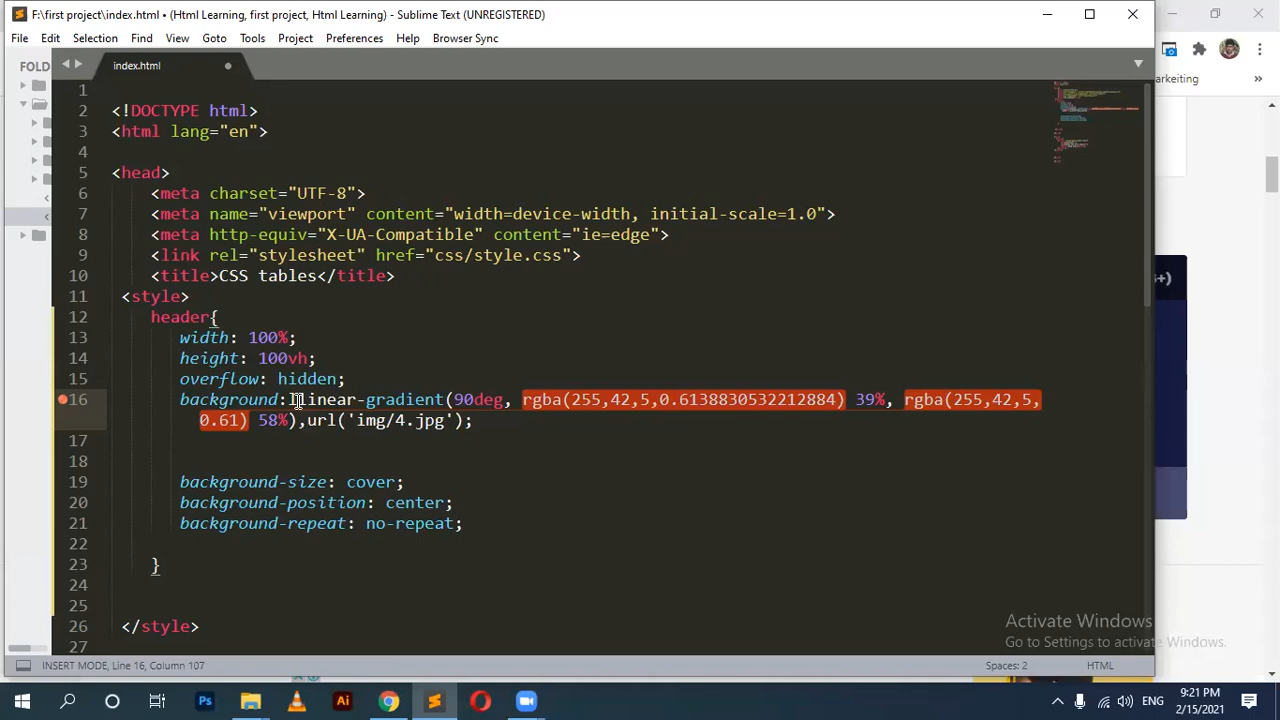 F:\first project\index.html • (Html Learning, first project, Html Learning) - Sublime Text (UNREGISTERED)
File Edit Selection Find View Goto Tools Project Preferences Help Browser Sync
FOLD
index.html
1
2 <!DOCTYPE html>
3 <html lang="en">
4
5 <head>
6 <meta charset="UTF-8">
7 <meta name="viewport" content="width=device-width, initial-scale=1.0">
8 <meta http-equiv="X-UA-Compatible" content="ie=edge">
9 <link rel="stylesheet" href="css/style.css">
10 <title>CSS tables</title>
11 <style>
12 header{
13 width: 100%;
14 height: 100vh;
15 overflow: hidden;
16 background:linear-gradient(90deg, rgba(255,42,5,0.6138830532212884) 39%, rgba(255,42,5,
0.61) 58%),url('img/4.jpg');
17
18
19 background-size: cover;
20 background-position: center;
21 background-repeat: no-repeat;
22
23 }
24
25
26 </style>
27
INSERT MODE, Line 16, Column 107
Spaces: 2
HTML
Activate Windows
Go to Settings to activate Windows.
Markeiting
»
s+)
Ps
Ai
ENG
9:21 PM
2/15/2021